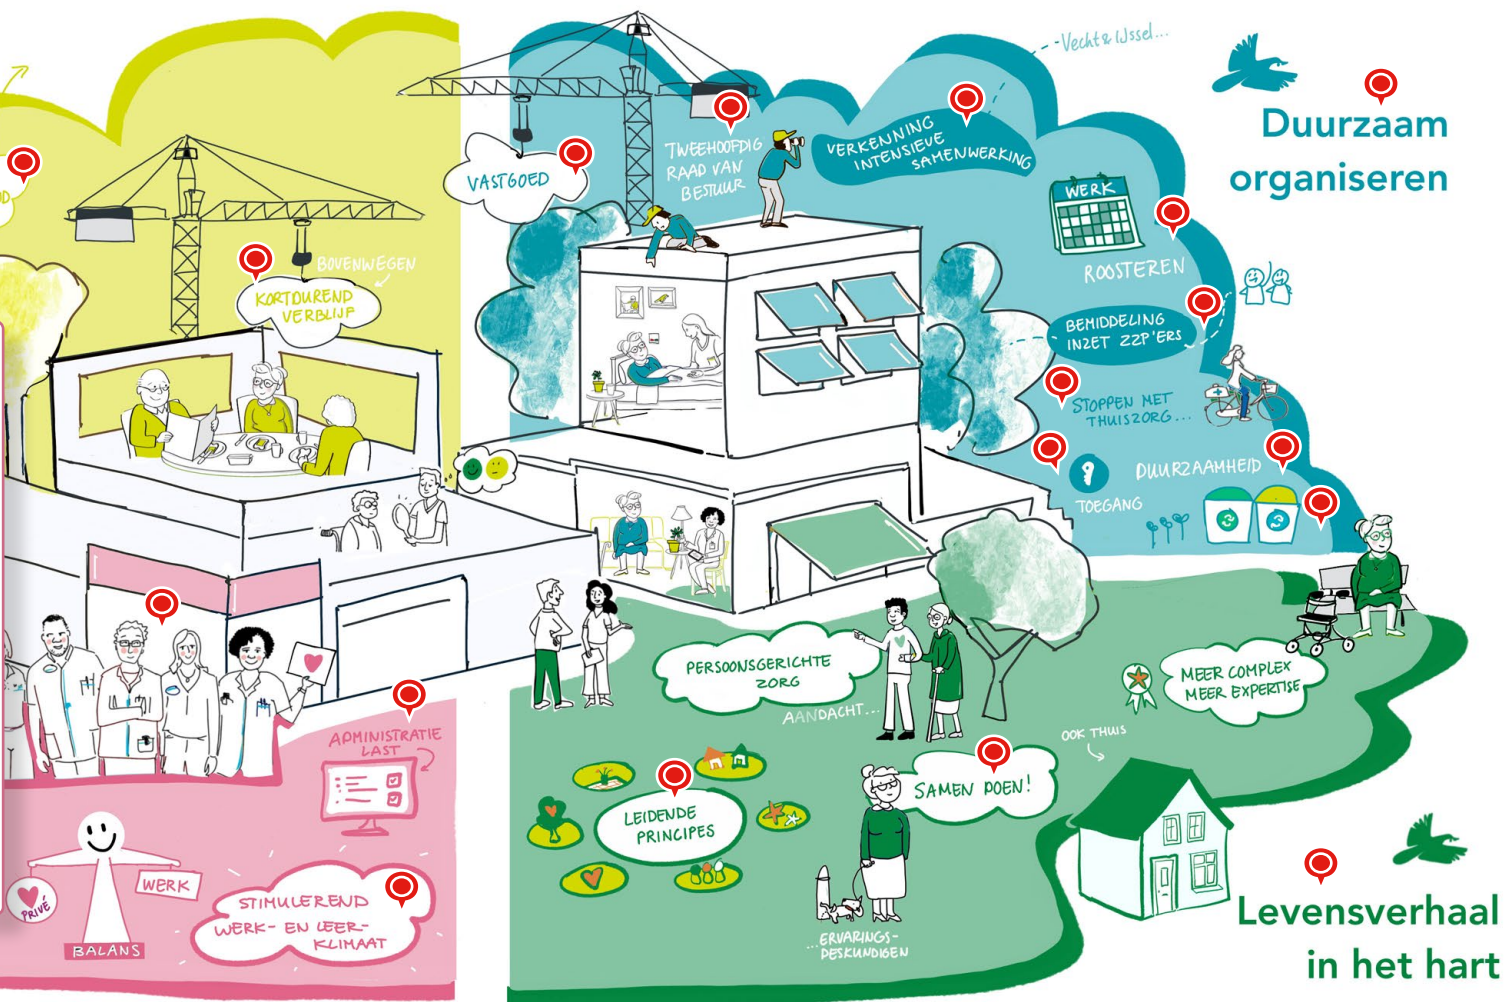 Vecht & IJssel...
Duurzaam
organiseren
TWEEHOOFDIG
RAAD VAN
BESTUUR
VERKENNING
INTENSIEVE
SAMENWERKING
VASTGOED
WERK
ROOSTEREN
BOVENWEGEN
KORTDUREND
VERBLIJF
BEMIDDELING
INZET ZZP'ERS
STOPPEN MET
THUISZORG...
DUURZAAMHEID
TOEGANG
PERSOONSGERICHTE
ZORG
AANDACHT...
MEER COMPLEX
MEER EXPERTISE
OOK THUIS
ADMINISTRATIE
LAST
SAMEN DOEN!
LEIDENDE
PRINCIPES
WERK
PRIVÉ
BALANS
STIMULEREND
WERK- EN LEER-
KLIMAAT
...ERVARINGS-
DESKUNDIGEN
Levensverhaal
in het hart